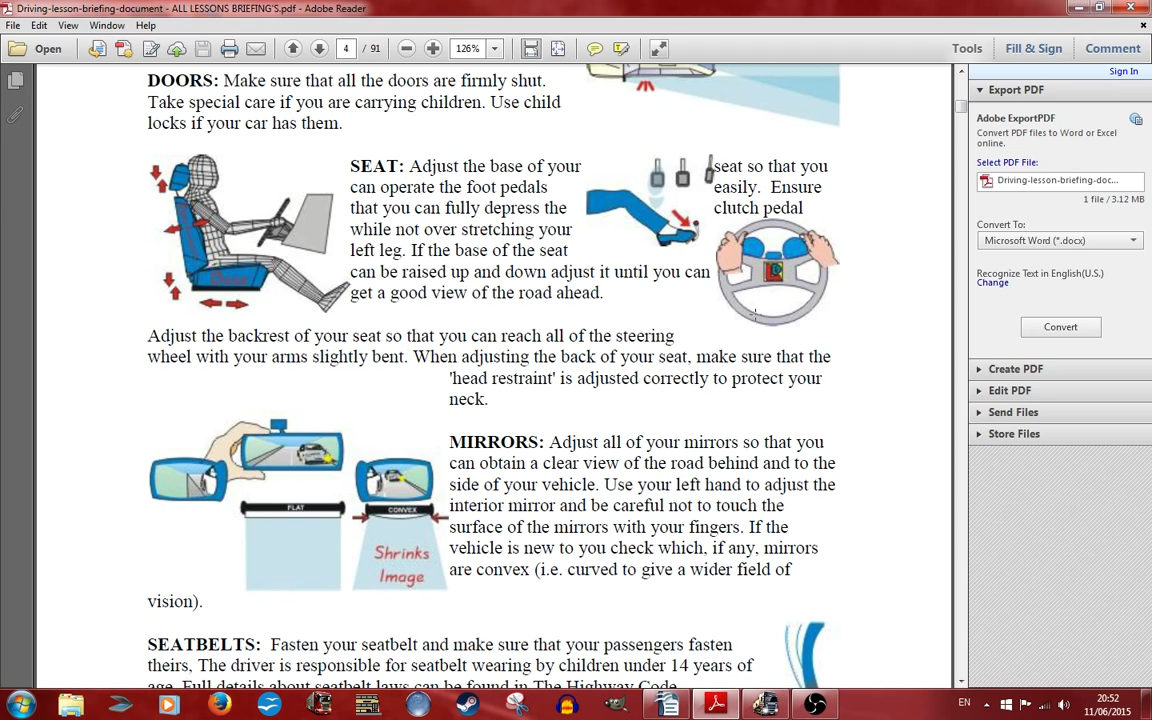 Driving-lesson-briefing-document - ALL LESSONS BRIEFING'S.pdf - Adobe Reader
File Edit View Window Help
Open 4 / 91 126% Tools Fill & Sign Comment
Sign In
DOORS: Make sure that all the doors are firmly shut.
Take special care if you are carrying children. Use child
locks if your car has them.
SEAT: Adjust the base of your seat so that you
can operate the foot pedals easily. Ensure
that you can fully depress the clutch pedal
while not over stretching your
left leg. If the base of the seat
can be raised up and down adjust it until you can
get a good view of the road ahead.
Adjust the backrest of your seat so that you can reach all of the steering
wheel with your arms slightly bent. When adjusting the back of your seat, make sure that the
'head restraint' is adjusted correctly to protect your
neck.
MIRRORS: Adjust all of your mirrors so that you
can obtain a clear view of the road behind and to the
side of your vehicle. Use your left hand to adjust the
interior mirror and be careful not to touch the
surface of the mirrors with your fingers. If the
vehicle is new to you check which, if any, mirrors
are convex (i.e. curved to give a wider field of
vision).
FLAT
CONVEX
Shrinks
Image
SEATBELTS: Fasten your seatbelt and make sure that your passengers fasten
theirs, The driver is responsible for seatbelt wearing by children under 14 years of
age. Full details about seatbelt laws can be found in The Highway Code
Export PDF
Adobe ExportPDF
Convert PDF files to Word or Excel
online.
Select PDF File:
Driving-lesson-briefing-doc...
1 file / 3.12 MB
Convert To:
Microsoft Word (*.docx)
Recognize Text in English(U.S.)
Change
Convert
Create PDF
Edit PDF
Send Files
Store Files
EN
20:52
11/06/2015